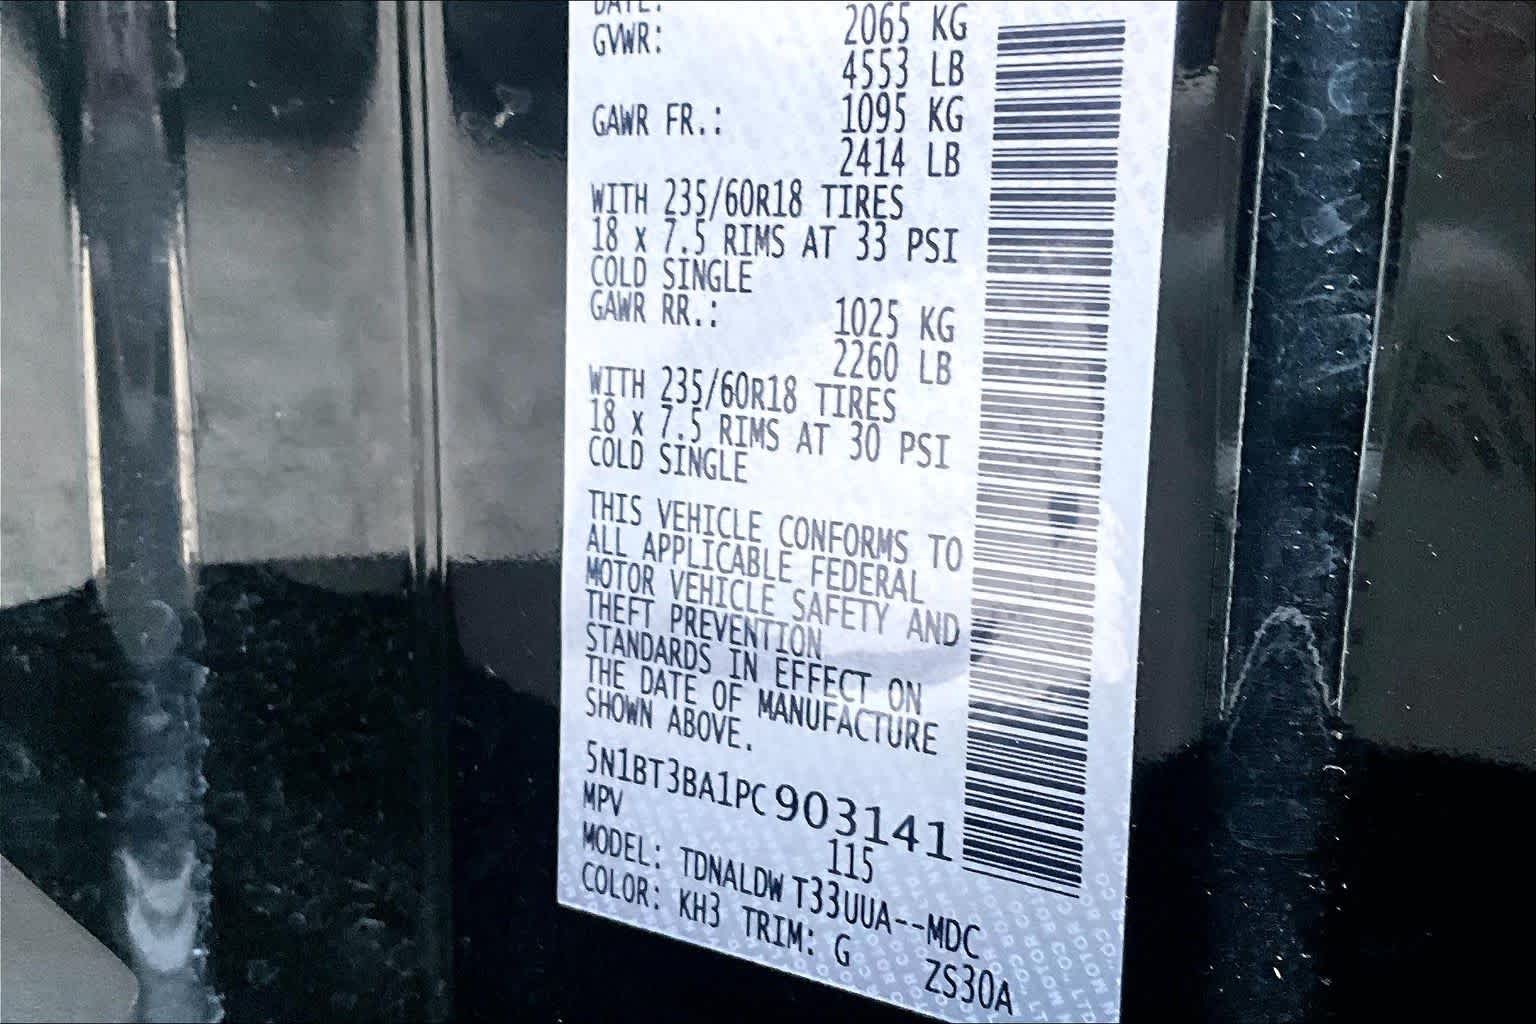 DATE:
GVWR: 2065 KG
4553 LB
GAWR FR.: 1095 KG
2414 LB
WITH 235/60R18 TIRES
18 x 7.5 RIMS AT 33 PSI
COLD SINGLE
GAWR RR.: 1025 KG
2260 LB
WITH 235/60R18 TIRES
18 x 7.5 RIMS AT 30 PSI
COLD SINGLE
THIS VEHICLE CONFORMS TO
ALL APPLICABLE FEDERAL
MOTOR VEHICLE SAFETY AND
THEFT PREVENTION
STANDARDS IN EFFECT ON
THE DATE OF MANUFACTURE
SHOWN ABOVE.
5N1BT3BA1PC903141
MPV 115
MODEL: TDNALDW T33UUA--MDC
COLOR: KH3 TRIM: G ZS30A